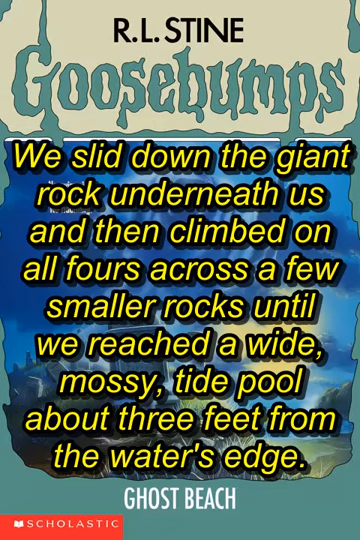 R.L. STINE
Goosebumps
We slid down the giant
rock underneath us
and then climbed on
all fours across a few
smaller rocks until
we reached a wide,
mossy, tide pool
about three feet from
the water's edge.
GHOST BEACH
SCHOLASTIC